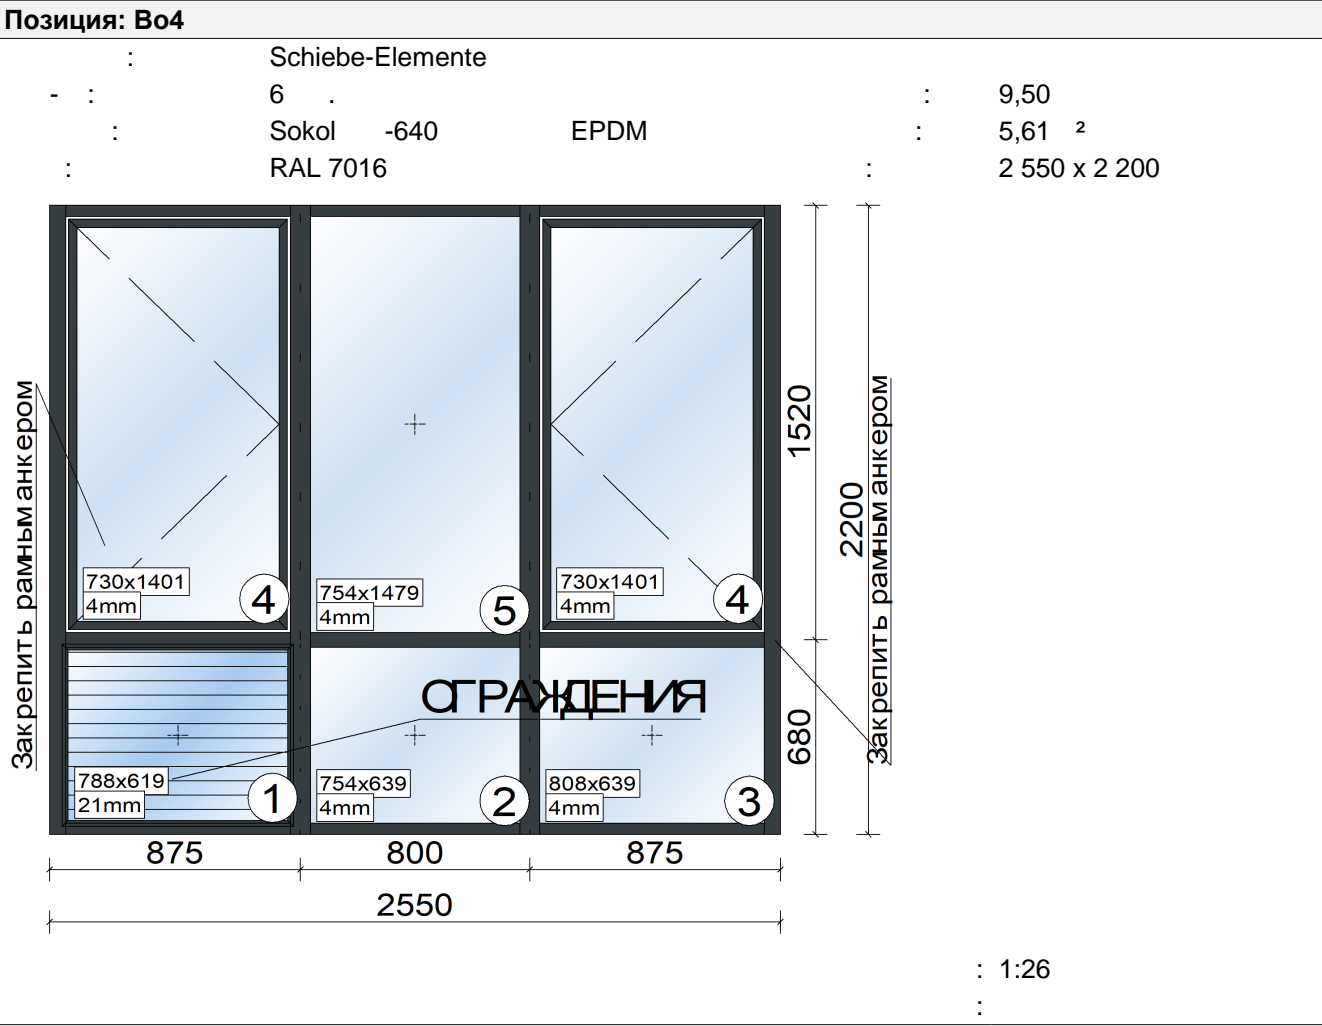 Позиция: Во4
: Schiebe-Elemente
- : 6 . : 9,50
: Sokol -640 EPDM : 5,61 ²
: RAL 7016 : 2 550 x 2 200
Закрепить рамным анкером
730x1401
4mm
4
754x1479
4mm
5
730x1401
4mm
4
1520
2200
Закрепить рамным анкером
ОГРАЖДЕНИЯ
788x619
21mm
1
754x639
4mm
2
808x639
4mm
3
680
875 800 875
2550
: 1:26
: